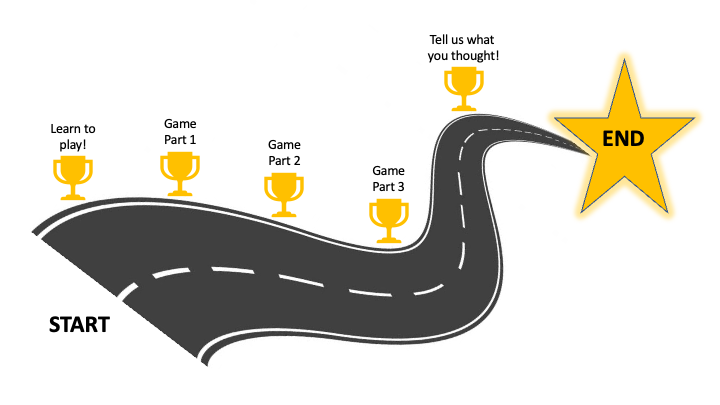 Learn to
play!
Game
Part 1
Game
Part 2
Game
Part 3
Tell us what
you thought!
END
START